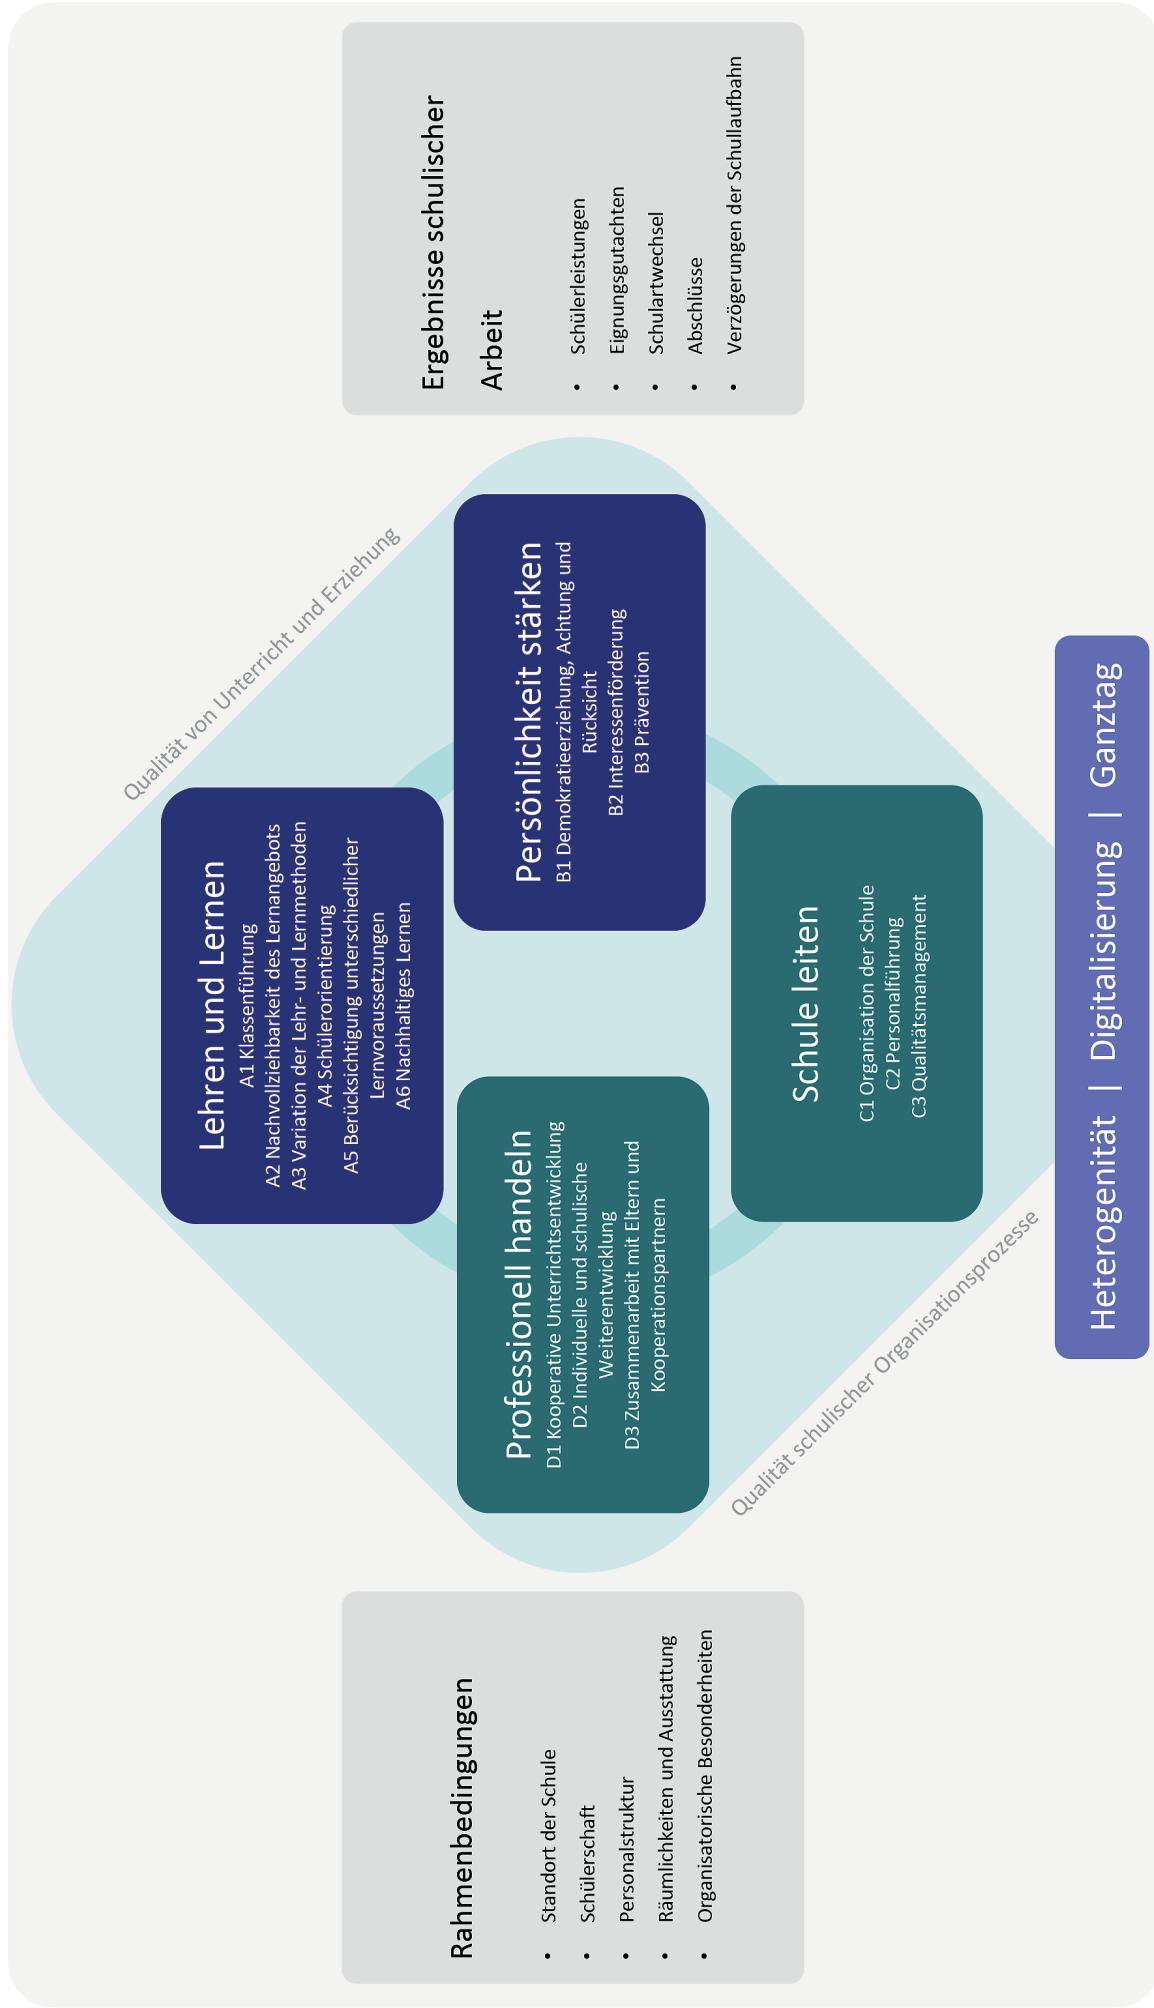 Rahmenbedingungen
• Standort der Schule
• Schülerschaft
• Personalstruktur
• Räumlichkeiten und Ausstattung
• Organisatorische Besonderheiten
Qualität von Unterricht und Erziehung
Lehren und Lernen
A1 Klassenführung
A2 Nachvollziehbarkeit des Lernangebots
A3 Variation der Lehr- und Lernmethoden
A4 Schülerorientierung
A5 Berücksichtigung unterschiedlicher
Lernvoraussetzungen
A6 Nachhaltiges Lernen
Professionell handeln
D1 Kooperative Unterrichtsentwicklung
D2 Individuelle und schulische
Weiterentwicklung
D3 Zusammenarbeit mit Eltern und
Kooperationspartnern
Persönlichkeit stärken
B1 Demokratieerziehung, Achtung und
Rücksicht
B2 Interessenförderung
B3 Prävention
Schule leiten
C1 Organisation der Schule
C2 Personalführung
C3 Qualitätsmanagement
Qualität schulischer Organisationsprozesse
Ergebnisse schulischer
Arbeit
• Schülerleistungen
• Eignungsgutachten
• Schulartwechsel
• Abschlüsse
• Verzögerungen der Schullaufbahn
Heterogenität | Digitalisierung | Ganztag